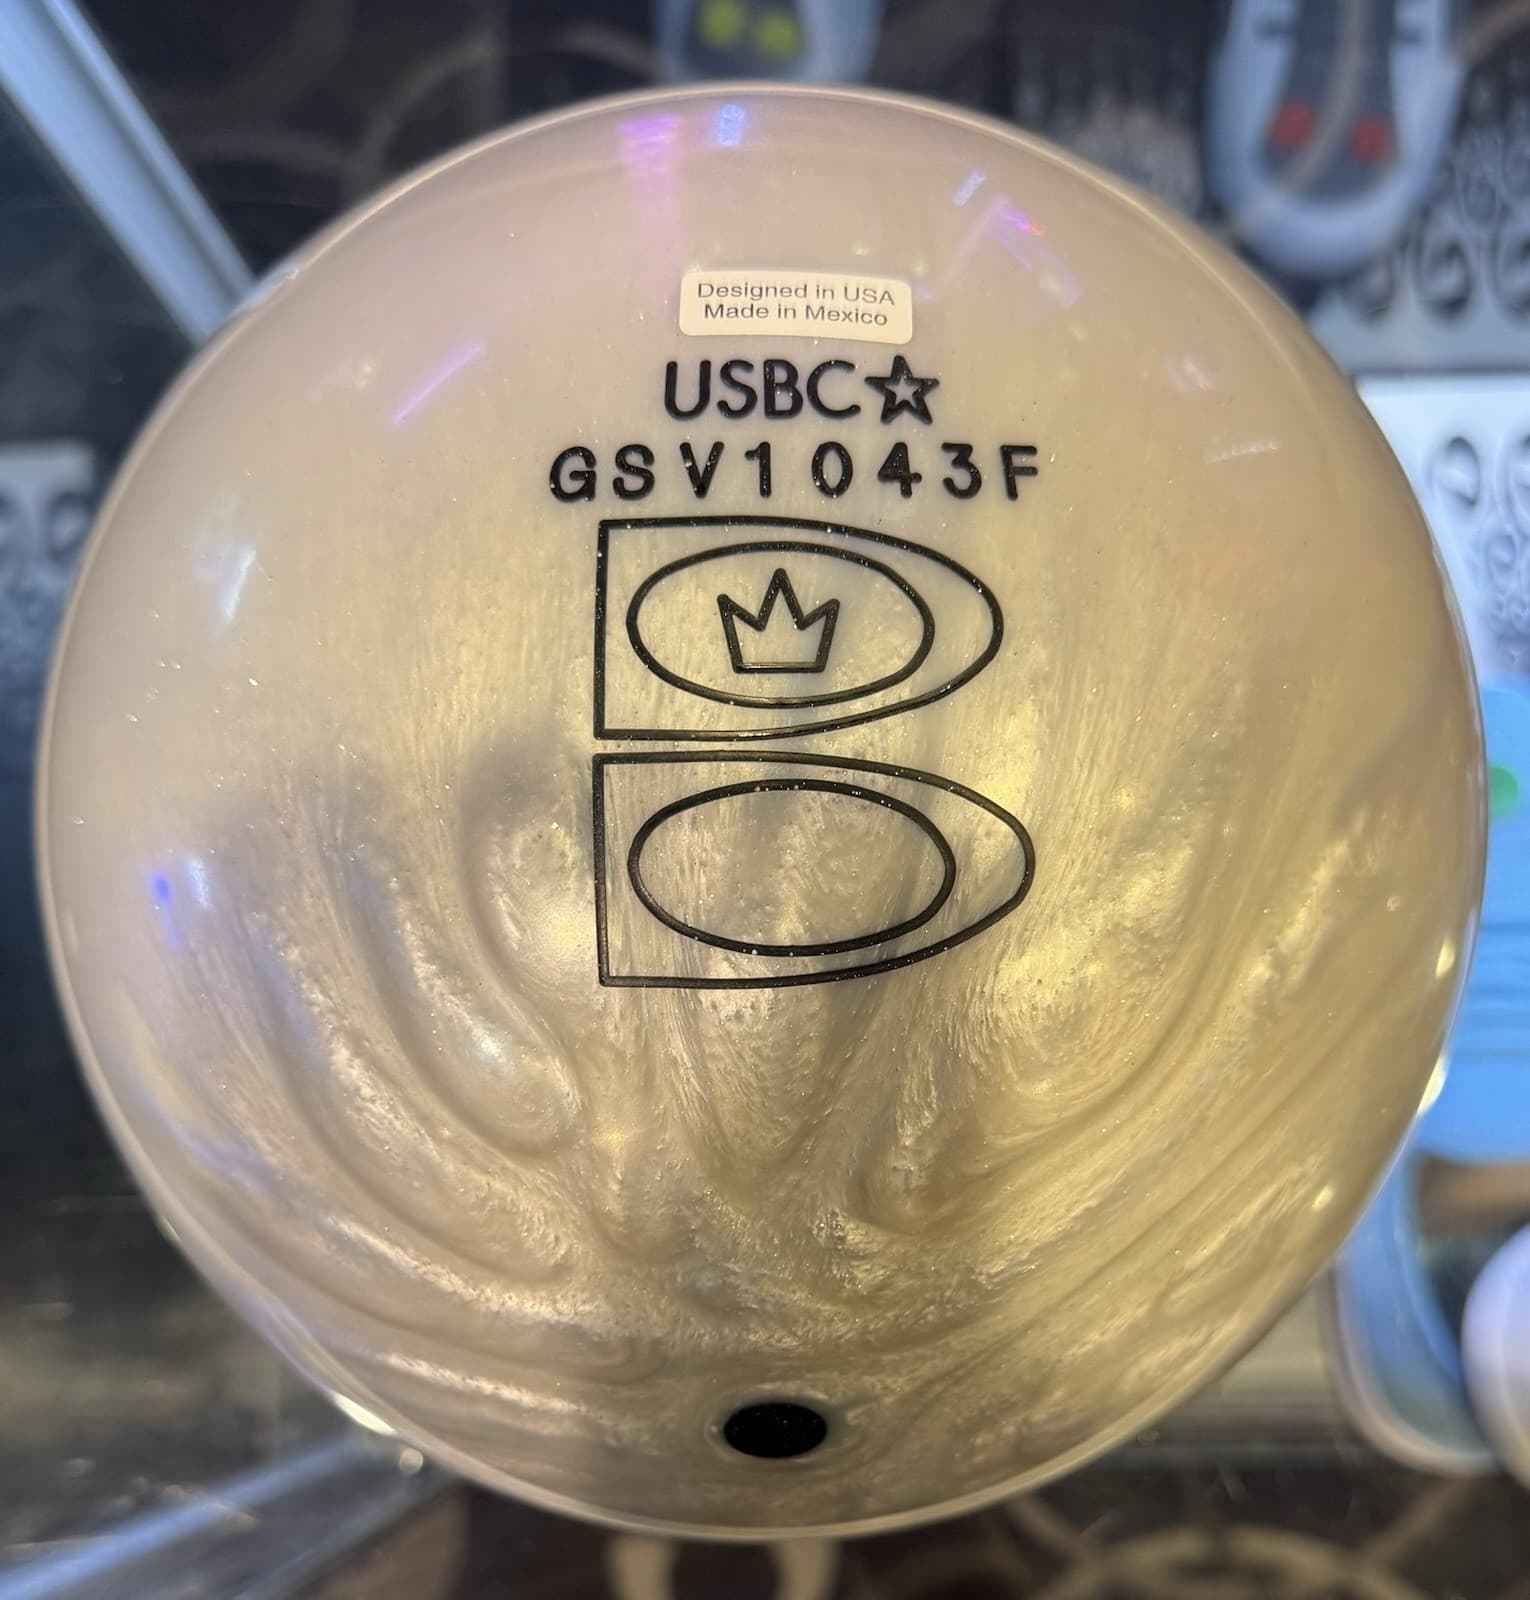 Designed in USA
Made in Mexico
USBC☆
GSV1043F